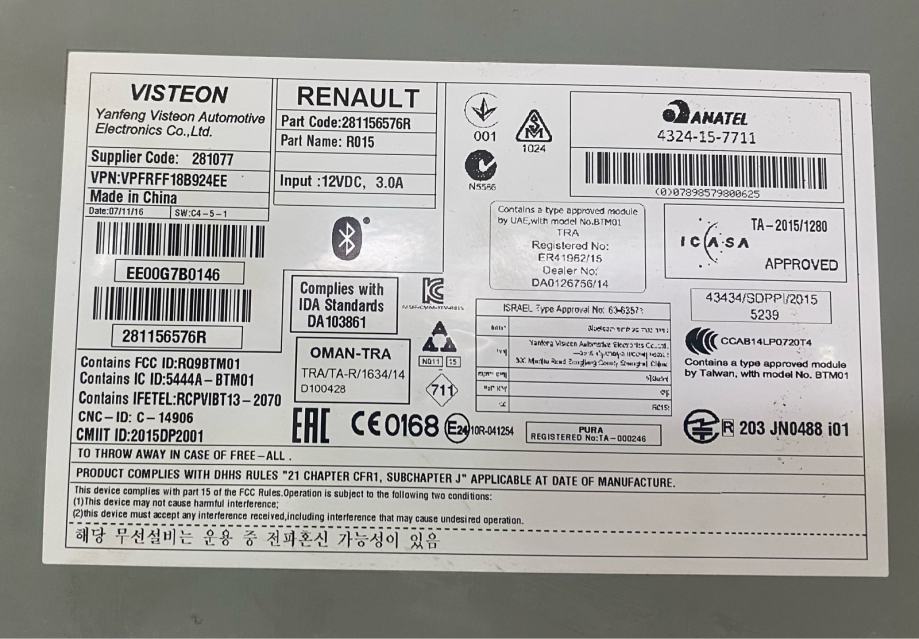 VISTEON
Yanfeng Visteon Automotive
Electronics Co.,Ltd.
Supplier Code: 281077
VPN:VPFRFF18B924EE
Made in China
Date:07/11/16 SW:C4-5-1
EE00G7B0146
281156576R
Contains FCC ID:RQ9BTM01
Contains IC ID:5444A-BTM01
Contains IFETEL:RCPVIBT13-2070
CNC-ID: C-14906
CMIIT ID:2015DP2001
RENAULT
Part Code:281156576R
Part Name: R015
Input :12VDC, 3.0A
Complies with
IDA Standards
DA103861
OMAN-TRA
TRA/TA-R/1634/14
D100428
EAC
CE0168
E24 10R-041254
001
1024
N5586
ANATEL
4324-15-7711
(0)07898579800625
Contains a type approved module
by UAE,with model No.BTM01
TRA
Registered No:
ER41962/15
Dealer No:
DA0126756/14
ICASA
TA-2015/1280
APPROVED
43434/SDPPI/2015
5239
ISRAEL Type Approval No:
Yanfeng Visteon Automotive Electronics Co.,Ltd.
N011 15
711
CCAB14LP0720T4
Contains a type approved module
by Taiwan, with model No. BTM01
PURA
REGISTERED No:TA-000246
R 203 JN0488 i01
TO THROW AWAY IN CASE OF FREE-ALL .
PRODUCT COMPLIES WITH DHHS RULES "21 CHAPTER CFR1, SUBCHAPTER J" APPLICABLE AT DATE OF MANUFACTURE.
This device complies with part 15 of the FCC Rules.Operation is subject to the following two conditions:
(1)This device may not cause harmful interference;
(2)this device must accept any interference received,including interference that may cause undesired operation.
해당 무선설비는 운용 중 전파혼신 가능성이 있음